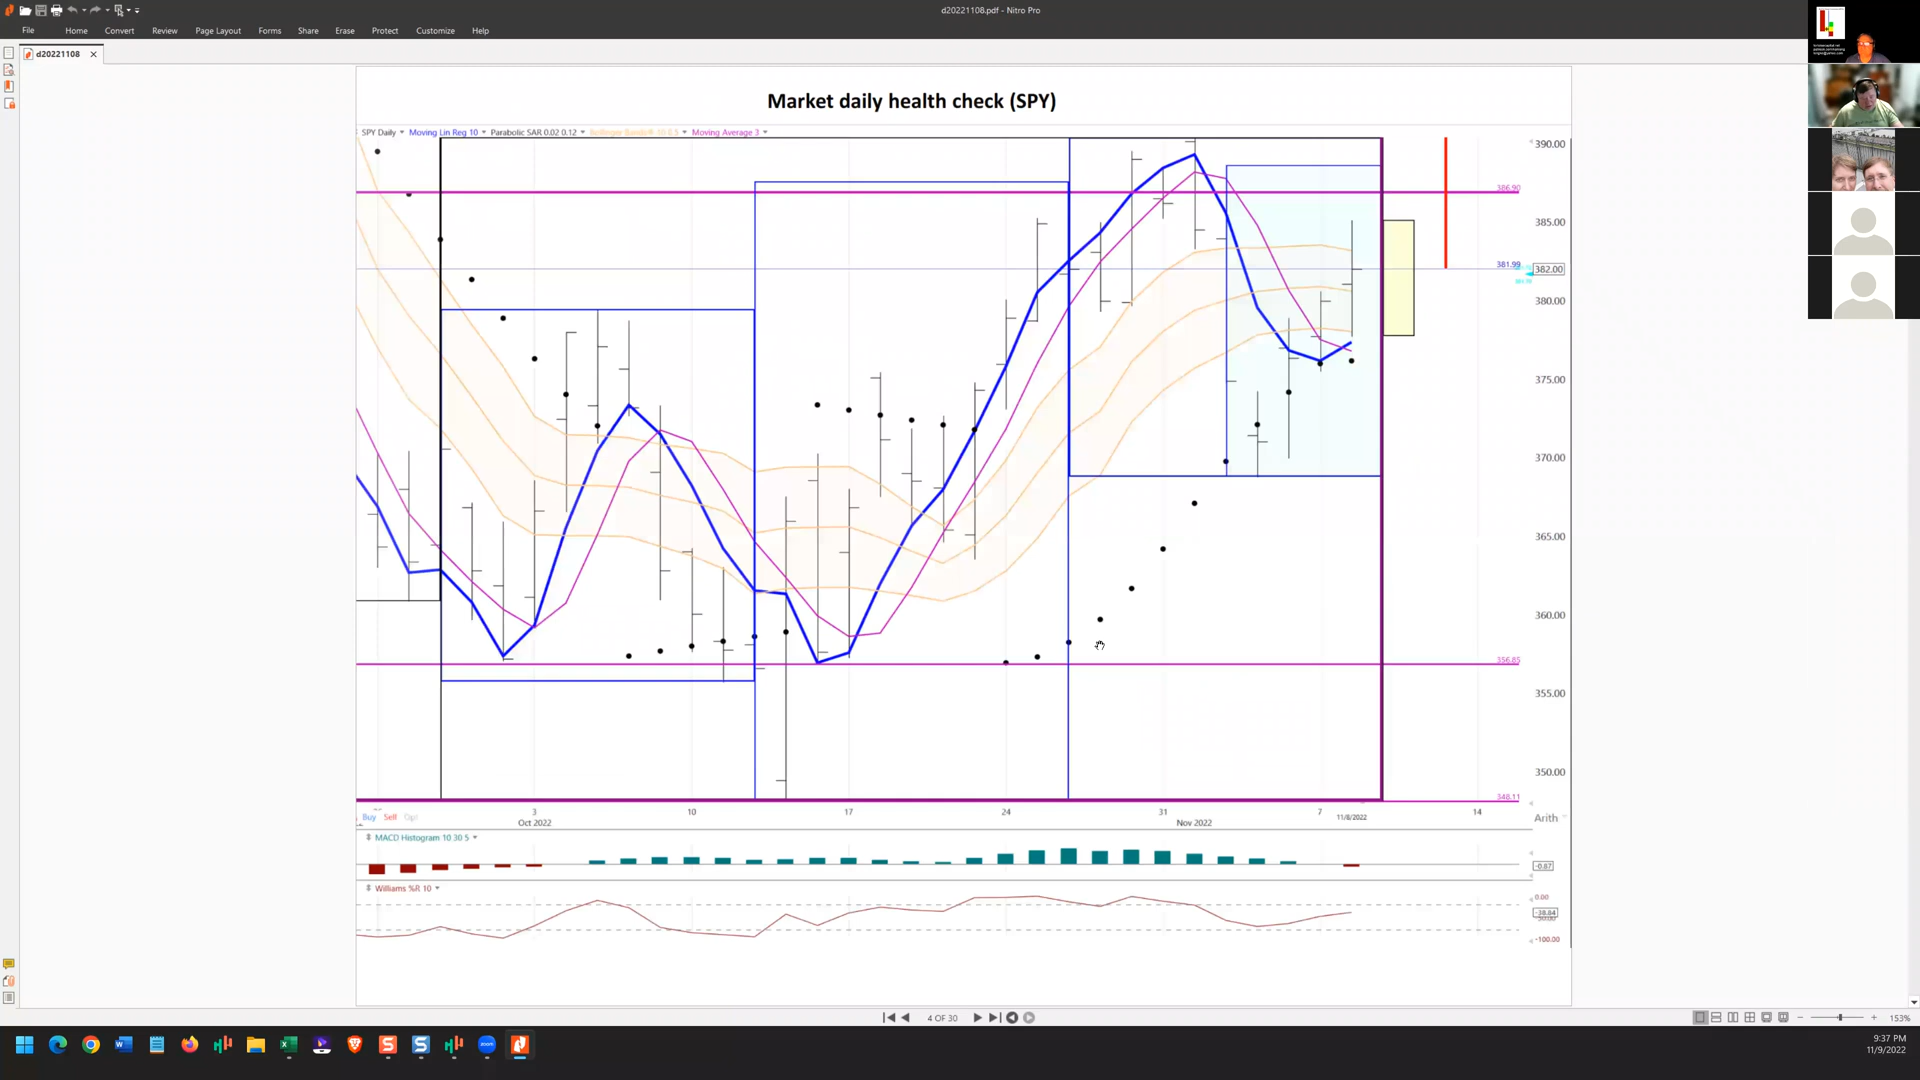 d20221108.pdf - Nitro Pro
File Home Convert Review Page Layout Forms Share Erase Protect Customize Help
d20221108
Market daily health check (SPY)
SPY Daily Moving Lin Reg 10 Parabolic SAR 0.02 0.12 Moving Average 3
390.00
386.90
385.00
381.99
382.00
380.00
375.00
370.00
365.00
360.00
356.85
355.00
350.00
348.11
3 10 17 24 31 7 14
Oct 2022 Nov 2022 11/8/2022
Buy Sell Opt
Arith
MACD Histogram 10 30 5
-0.87
Williams %R 10
0.00
-38.84
-100.00
4 OF 30
153%
zoom
9:37 PM
11/9/2022